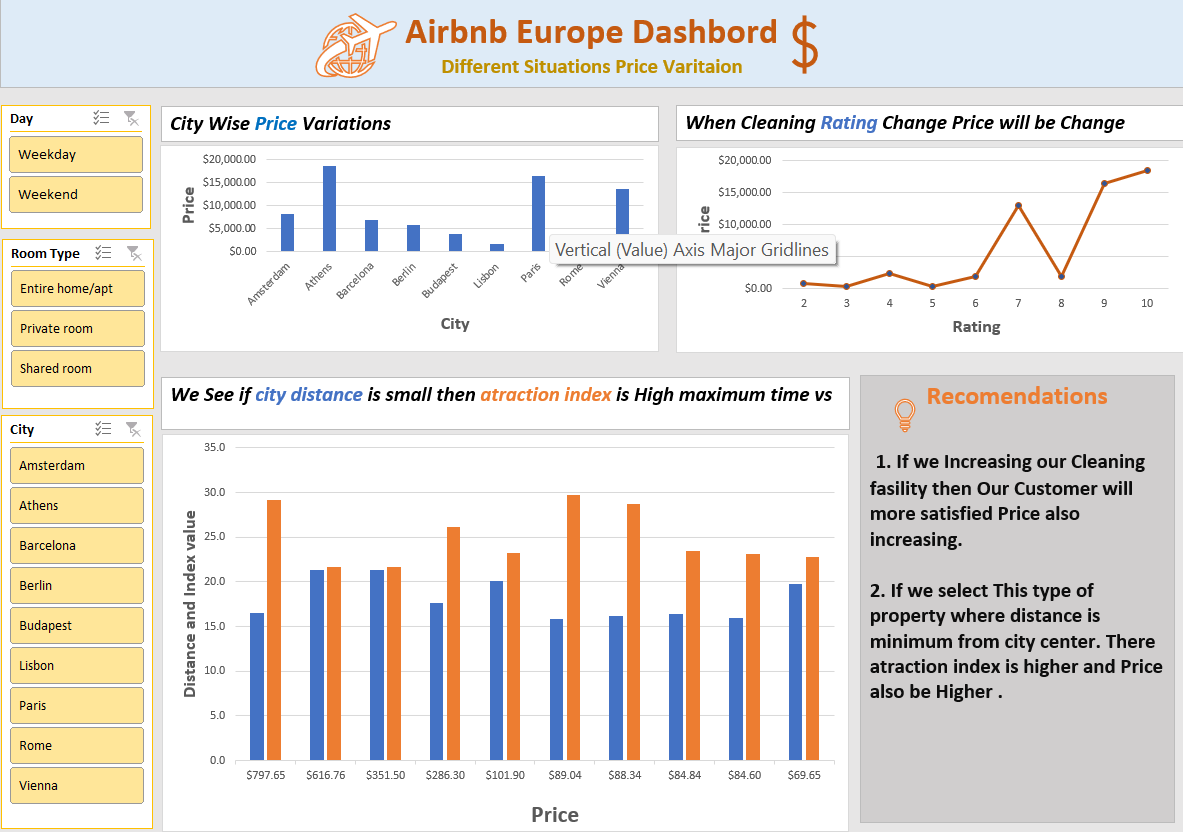 Airbnb Europe Dashbord
Different Situations Price Varitaion
$
Day
Weekday
Weekend
Room Type
Entire home/apt
Private room
Shared room
City
Amsterdam
Athens
Barcelona
Berlin
Budapest
Lisbon
Paris
Rome
Vienna
City Wise Price Variations
Price
$20,000.00
$15,000.00
$10,000.00
$5,000.00
$0.00
Amsterdam
Athens
Barcelona
Berlin
Budapest
Lisbon
Paris
Rome
Vienna
City
Vertical (Value) Axis Major Gridlines
When Cleaning Rating Change Price will be Change
rice
$20,000.00
$15,000.00
$10,000.00
$0.00
2 3 4 5 6 7 8 9 10
Rating
We See if city distance is small then atraction index is High maximum time vs
Distance and Index value
35.0
30.0
25.0
20.0
15.0
10.0
5.0
0.0
$797.65 $616.76 $351.50 $286.30 $101.90 $89.04 $88.34 $84.84 $84.60 $69.65
Price
Recomendations
1. If we Increasing our Cleaning
fasility then Our Customer will
more satisfied Price also
increasing.
2. If we select This type of
property where distance is
minimum from city center. There
atraction index is higher and Price
also be Higher .